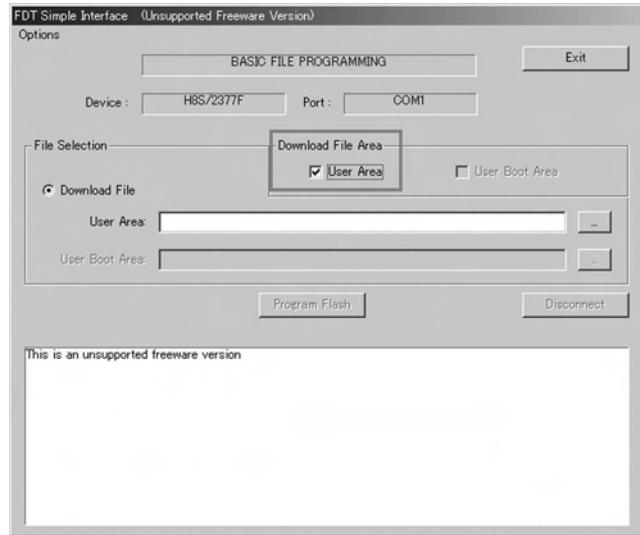 FDT Simple Interface (Unsupported Freeware Version)
Options
BASIC FILE PROGRAMMING
Exit
Device : H8S/2377F Port : COM1
File Selection
Download File Area
User Area
User Boot Area
Download File
User Area:
...
User Boot Area:
...
Program Flash
Disconnect
This is an unsupported freeware version